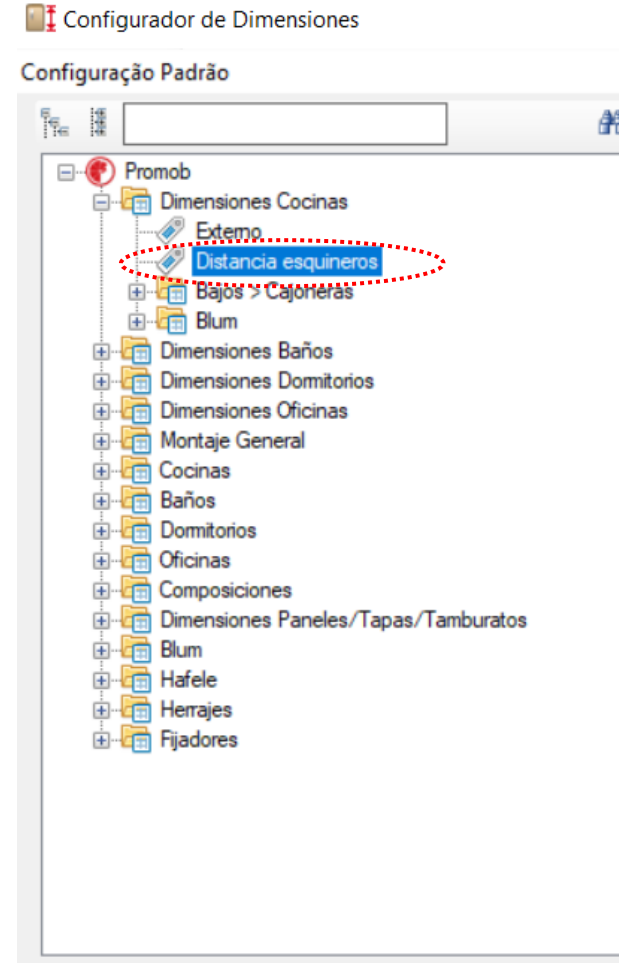 Configurador de Dimensiones
Configuração Padrão
Promob
Dimensiones Cocinas
Externo
Distancia esquineros
Bajos > Cajoneras
Blum
Dimensiones Baños
Dimensiones Dormitorios
Dimensiones Oficinas
Montaje General
Cocinas
Baños
Dormitorios
Oficinas
Composiciones
Dimensiones Paneles/Tapas/Tamburatos
Blum
Hafele
Herrajes
Fijadores